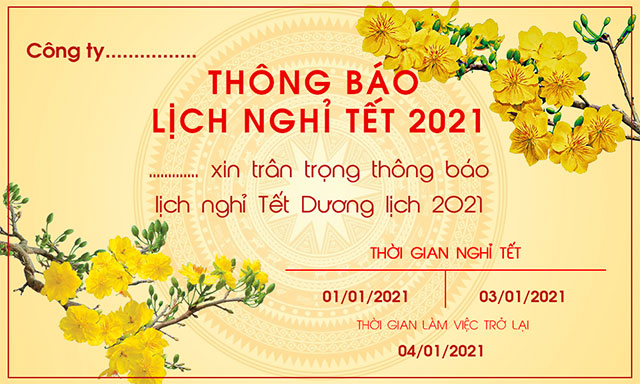 Công ty................
THÔNG BÁO
LỊCH NGHỈ TẾT 2021
............. xin trân trọng thông báo
lịch nghỉ Tết Dương lịch 2021
THỜI GIAN NGHỈ TẾT
01/01/2021 03/01/2021
THỜI GIAN LÀM VIỆC TRỞ LẠI
04/01/2021